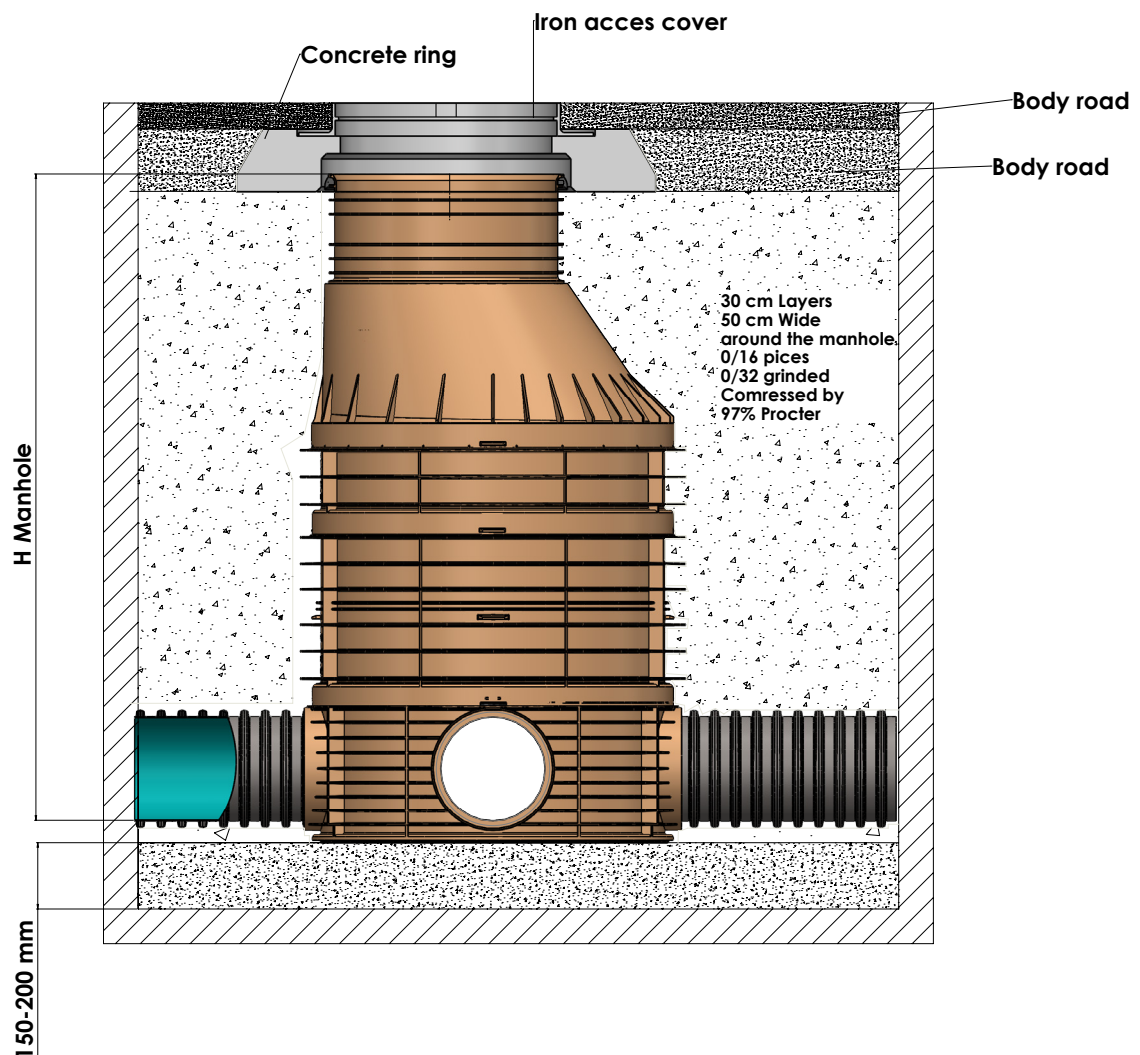 Iron acces cover
Concrete ring
Body road
Body road
30 cm Layers
50 cm Wide
around the manhole,
0/16 pices
0/32 grinded
Comressed by
97% Procter
H Manhole
150-200 mm